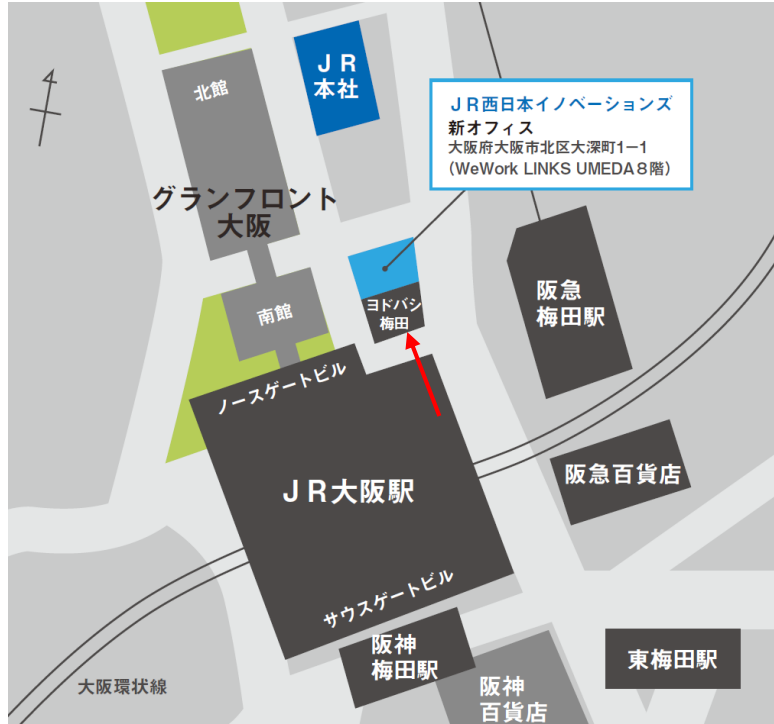 北館
JR
本社
JR西日本イノベーションズ
新オフィス
大阪府大阪市北区大深町1ー1
(WeWork LINKS UMEDA8階)
グランフロント
大阪
南館
ヨドバシ
梅田
阪急
梅田駅
ノースゲートビル
JR大阪駅
阪急百貨店
サウスゲートビル
阪神
梅田駅
東梅田駅
大阪環状線
阪神
百貨店